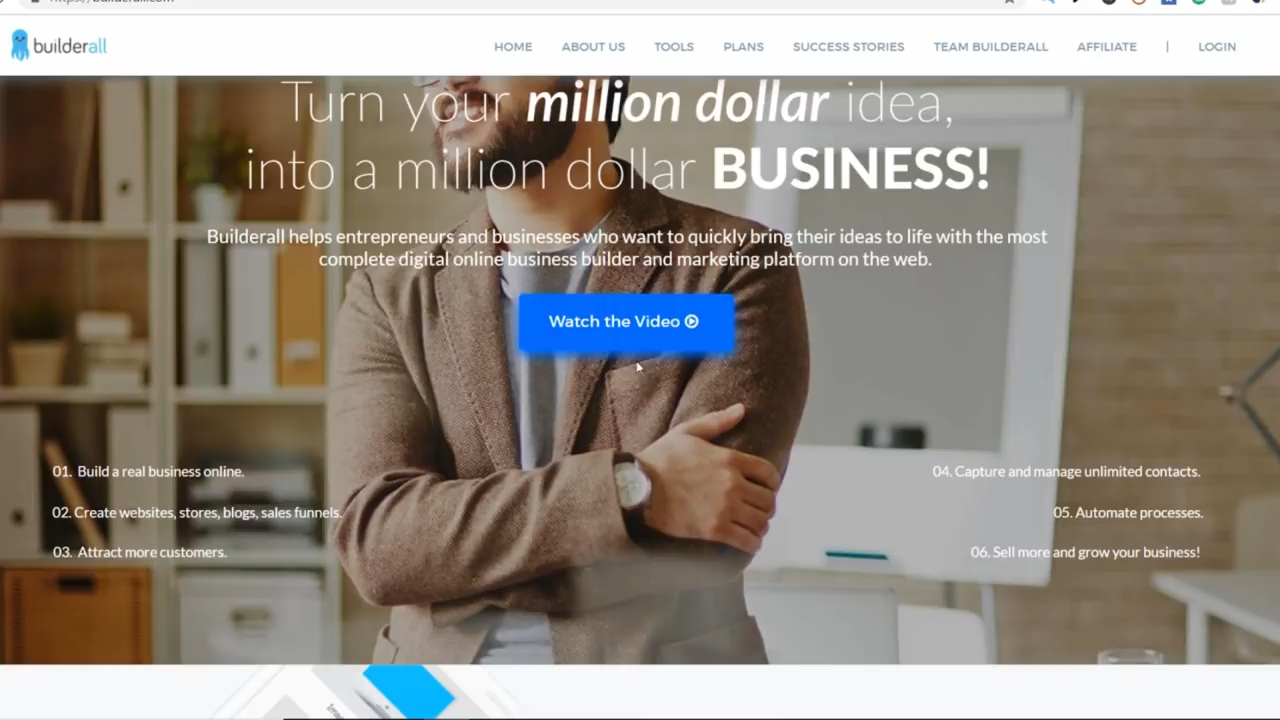 https://builderall.com
builderall
HOME ABOUT US TOOLS PLANS SUCCESS STORIES TEAM BUILDERALL AFFILIATE | LOGIN
Turn your million dollar idea,
into a million dollar BUSINESS!
Builderall helps entrepreneurs and businesses who want to quickly bring their ideas to life with the most
complete digital online business builder and marketing platform on the web.
Watch the Video
01. Build a real business online.
02. Create websites, stores, blogs, sales funnels.
03. Attract more customers.
04. Capture and manage unlimited contacts.
05. Automate processes.
06. Sell more and grow your business!